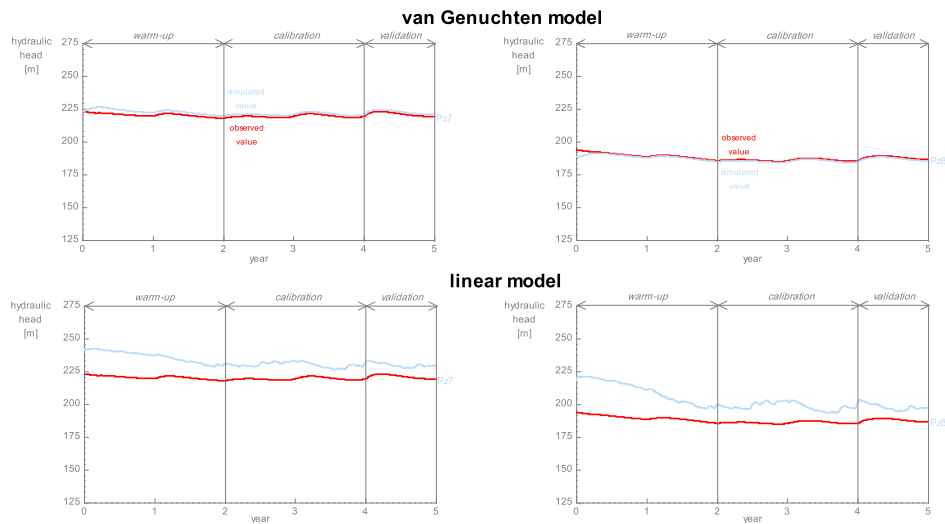 van Genuchten model
hydraulic
head
[m]
275
250
225
200
175
150
125
warm-up
calibration
validation
simulated
value
observed
value
Pz7
0
1
2
3
4
5
year
hydraulic
head
[m]
275
250
225
200
175
150
125
warm-up
calibration
validation
observed
value
simulated
value
Pz8
0
1
2
3
4
5
year
linear model
hydraulic
head
[m]
275
250
225
200
175
150
125
warm-up
calibration
validation
Pz7
0
1
2
3
4
5
year
hydraulic
head
[m]
275
250
225
200
175
150
125
warm-up
calibration
validation
Pz8
0
1
2
3
4
5
year